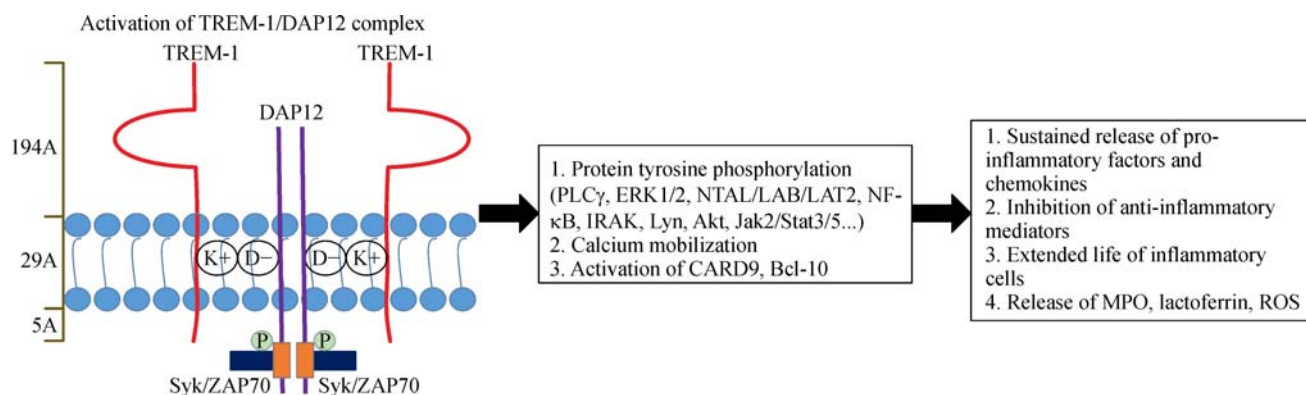 Activation of TREM-1/DAP12 complex
TREM-1
TREM-1
DAP12
194A
29A
5A
K+
D−
D−
K+
P
P
Syk/ZAP70
Syk/ZAP70
1. Protein tyrosine phosphorylation
(PLCγ, ERK1/2, NTAL/LAB/LAT2, NF-
κB, IRAK, Lyn, Akt, Jak2/Stat3/5...)
2. Calcium mobilization
3. Activation of CARD9, Bcl-10
1. Sustained release of pro-
inflammatory factors and
chemokines
2. Inhibition of anti-inflammatory
mediators
3. Extended life of inflammatory
cells
4. Release of MPO, lactoferrin, ROS